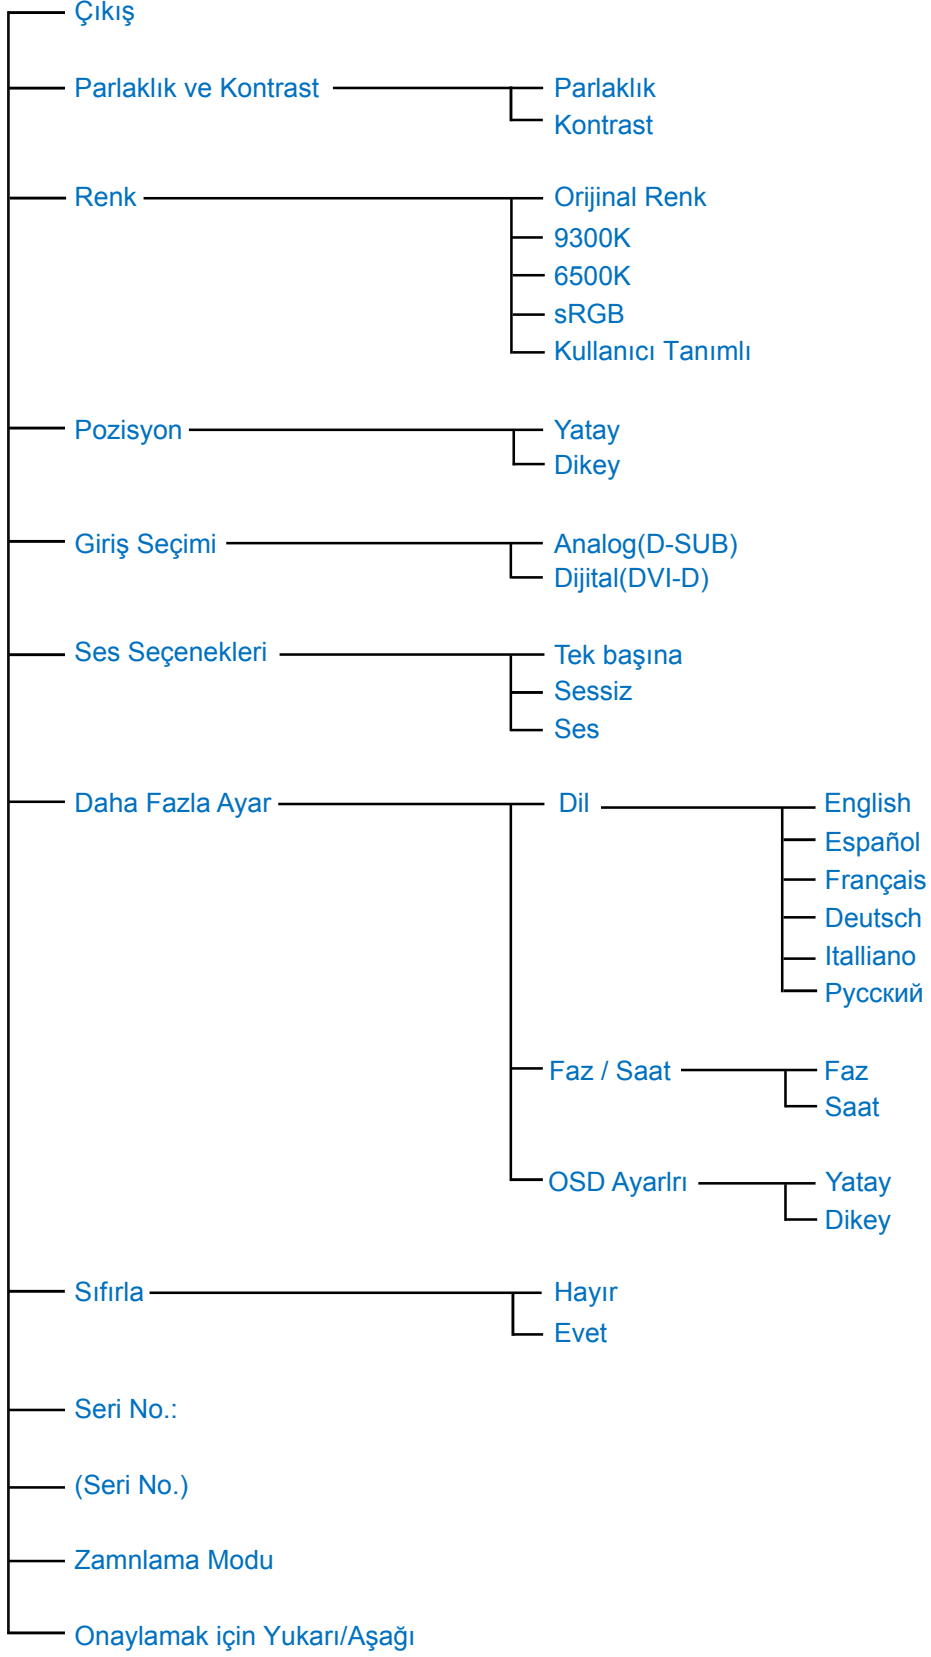 Çıkış
Parlaklık ve Kontrast
Parlaklık
Kontrast
Renk
Orijinal Renk
9300K
6500K
sRGB
Kullanıcı Tanımlı
Pozisyon
Yatay
Dikey
Giriş Seçimi
Analog(D-SUB)
Dijital(DVI-D)
Ses Seçenekleri
Tek başına
Sessiz
Ses
Daha Fazla Ayar
Dil
English
Español
Français
Deutsch
Italliano
Русский
Faz / Saat
Faz
Saat
OSD Ayarlrı
Yatay
Dikey
Sıfırla
Hayır
Evet
Seri No.:
(Seri No.)
Zamnlama Modu
Onaylamak için Yukarı/Aşağı